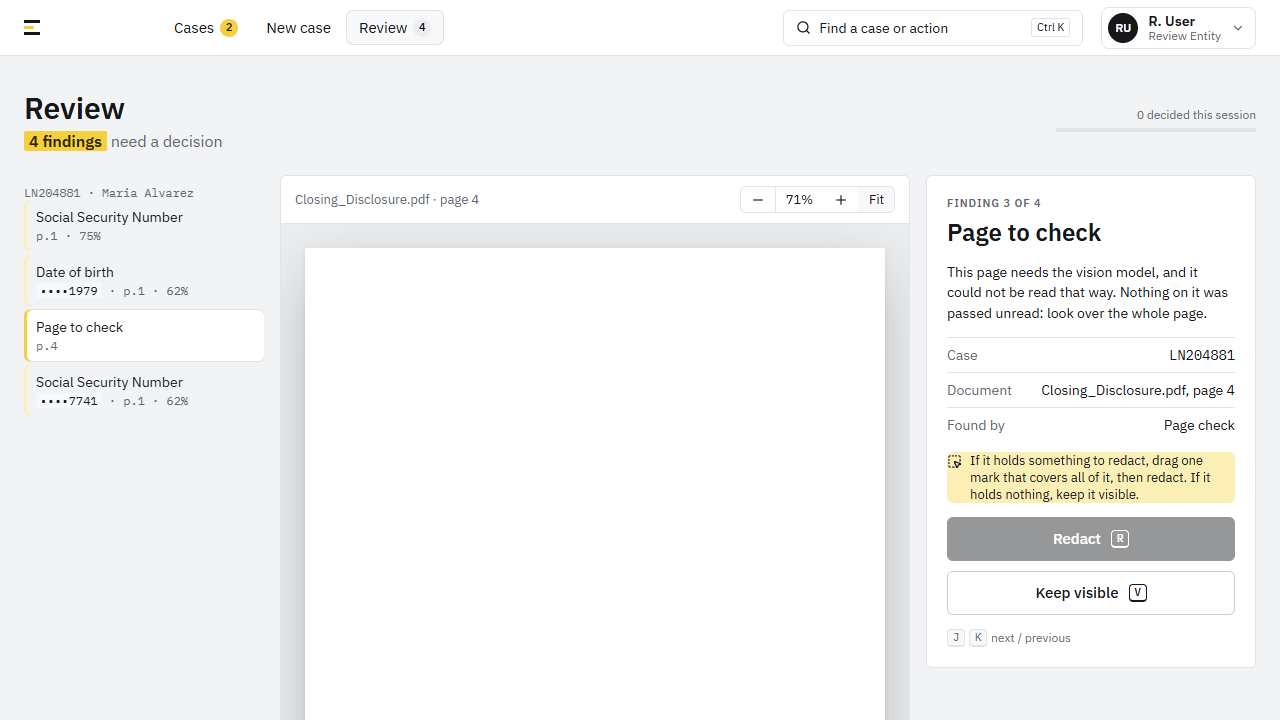 Cases 2
New case
Review 4
Find a case or action
Ctrl K
RU
R. User
Review Entity
Review
4 findings need a decision
0 decided this session
LN204881 · Maria Alvarez
Social Security Number
p.1 · 75%
Date of birth
••••1979 · p.1 · 62%
Page to check
p.4
Social Security Number
••••7741 · p.1 · 62%
Closing_Disclosure.pdf · page 4
71%
Fit
FINDING 3 OF 4
Page to check
This page needs the vision model, and it
could not be read that way. Nothing on it was
passed unread: look over the whole page.
Case LN204881
Document Closing_Disclosure.pdf, page 4
Found by Page check
If it holds something to redact, drag one
mark that covers all of it, then redact. If it
holds nothing, keep it visible.
Redact R
Keep visible V
J K next / previous